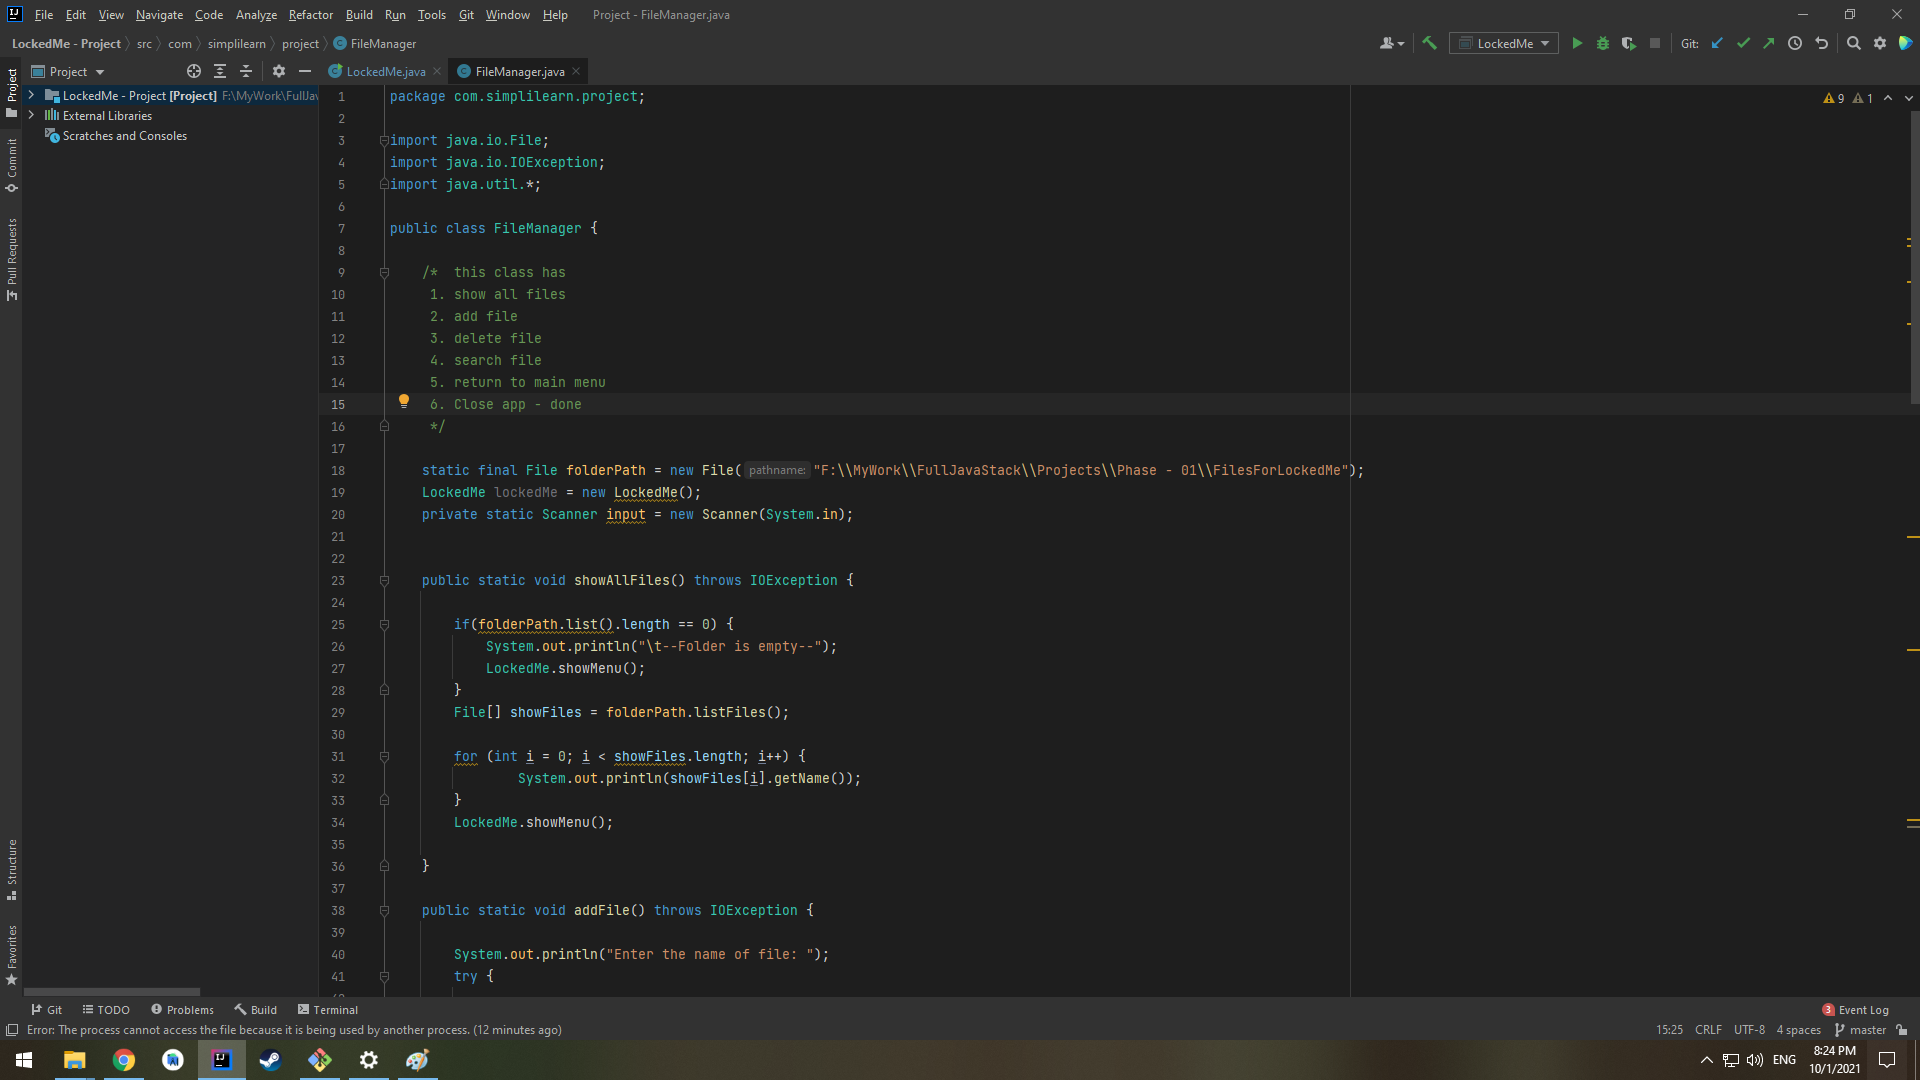 File Edit View Navigate Code Analyze Refactor Build Run Tools Git Window Help Project - FileManager.java
LockedMe - Project src com simplilearn project FileManager LockedMe Git:
Project LockedMe.java FileManager.java
LockedMe - Project [Project] F:\MyWork\FullJav
External Libraries
Scratches and Consoles
Project
Commit
Pull Requests
Structure
Favorites
9 1
1 package com.simplilearn.project;
2
3 import java.io.File;
4 import java.io.IOException;
5 import java.util.*;
6
7 public class FileManager {
8
9 /* this class has
10 1. show all files
11 2. add file
12 3. delete file
13 4. search file
14 5. return to main menu
15 6. Close app - done
16 */
17
18 static final File folderPath = new File( pathname: "F:\\MyWork\\FullJavaStack\\Projects\\Phase - 01\\FilesForLockedMe");
19 LockedMe lockedMe = new LockedMe();
20 private static Scanner input = new Scanner(System.in);
21
22
23 public static void showAllFiles() throws IOException {
24
25 if(folderPath.list().length == 0) {
26 System.out.println("\t--Folder is empty--");
27 LockedMe.showMenu();
28 }
29 File[] showFiles = folderPath.listFiles();
30
31 for (int i = 0; i < showFiles.length; i++) {
32 System.out.println(showFiles[i].getName());
33 }
34 LockedMe.showMenu();
35
36 }
37
38 public static void addFile() throws IOException {
39
40 System.out.println("Enter the name of file: ");
41 try {
Git TODO Problems Build Terminal 3 Event Log
Error: The process cannot access the file because it is being used by another process. (12 minutes ago) 15:25 CRLF UTF-8 4 spaces master
ENG 8:24 PM
10/1/2021